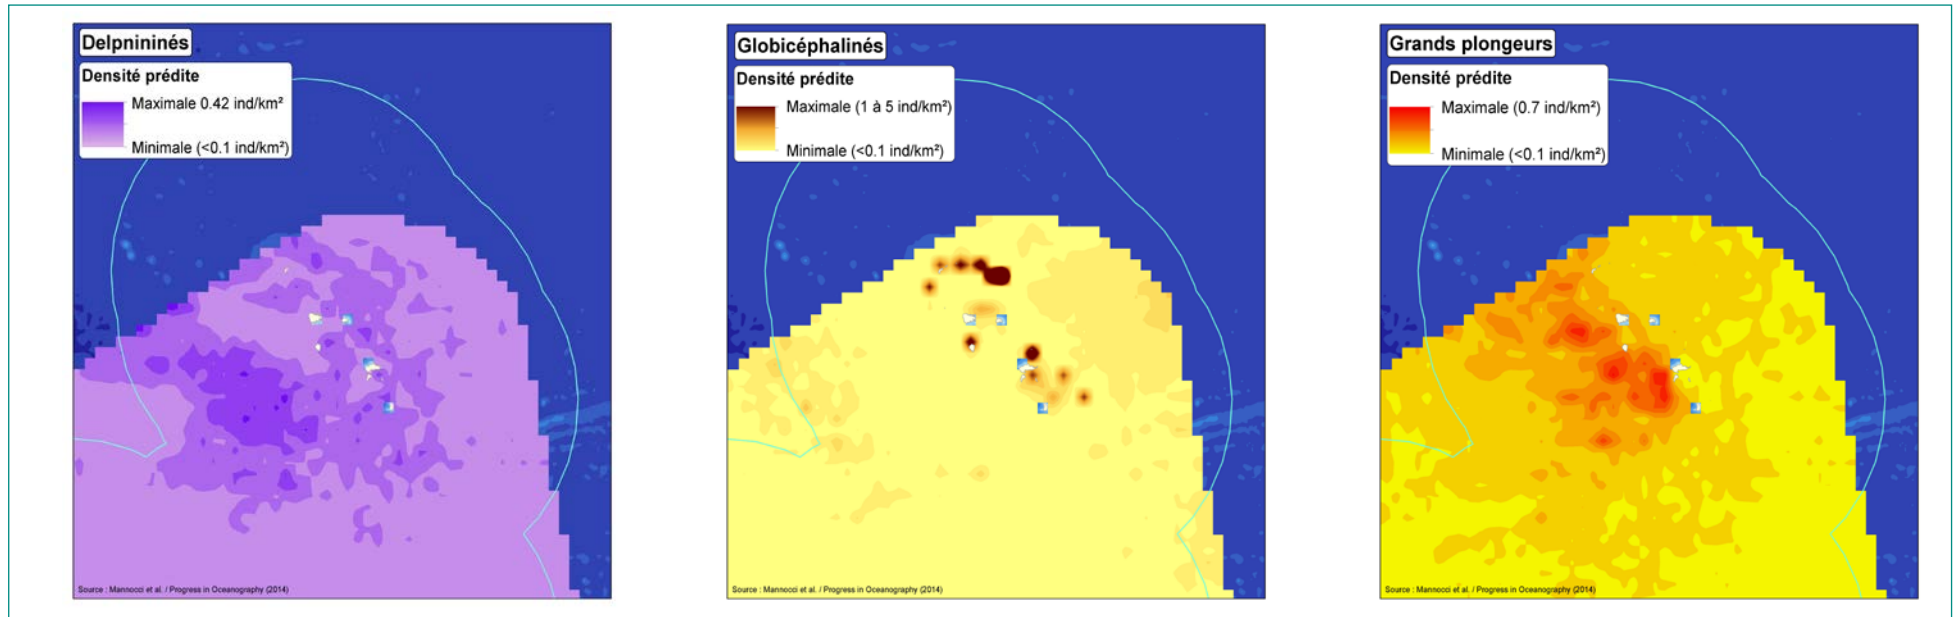 Delpnininés
Densité prédite
Maximale 0.42 ind/km²
Minimale (<0.1 ind/km²)
Source : Mannocci et al. / Progress in Oceanography (2014)
Globicéphalinés
Densité prédite
Maximale (1 à 5 ind/km²)
Minimale (<0.1 ind/km²)
Source : Mannocci et al. / Progress in Oceanography (2014)
Grands plongeurs
Densité prédite
Maximale (0.7 ind/km²)
Minimale (<0.1 ind/km²)
Source : Mannocci et al. / Progress in Oceanography (2014)